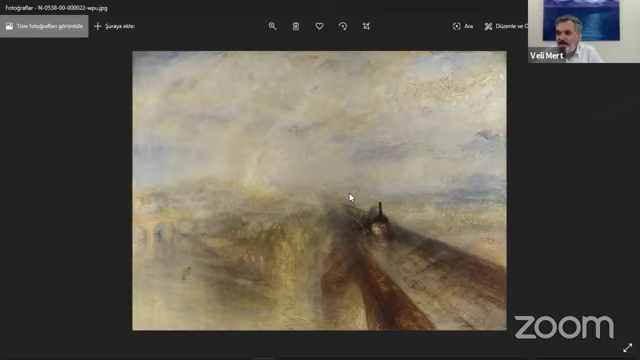 Fotoğraflar - N-0538-00-000022-wpu.jpg
Tüm fotoğrafları görüntüle
Şuraya ekle:
Ara
Düzenle ve
Veli Mert
zoom